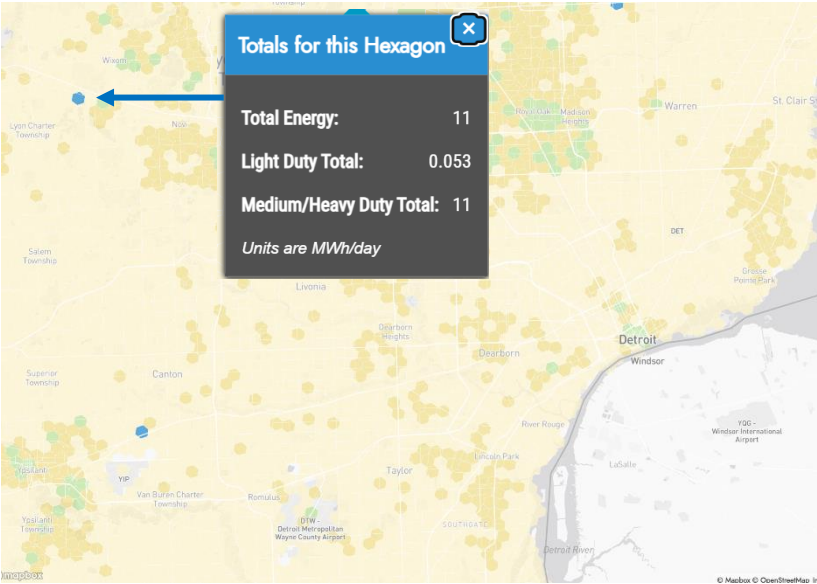 Township
Wixom
Totals for this Hexagon
×
Total Energy: 11
Light Duty Total: 0.053
Medium/Heavy Duty Total: 11
Units are MWh/day
Lyon Charter
Township
Novi
Royal Oak
Madison
Heights
Warren
St. Clair S
Salem
Township
DET
Grosse
Pointe Park
Livonia
Dearborn
Heights
Dearborn
Detroit
Windsor
Superior
Township
Canton
River Rouge
YQG -
Windsor International
Airport
Ypsilanti
YIP
Van Buren Charter
Township
Romulus
Taylor
Lincoln Park
LaSalle
Ypsilanti
Township
DTW -
Detroit Metropolitan
Wayne County Airport
SOUTHGATE
Detroit River
mapbox
© Mapbox © OpenStreetMap